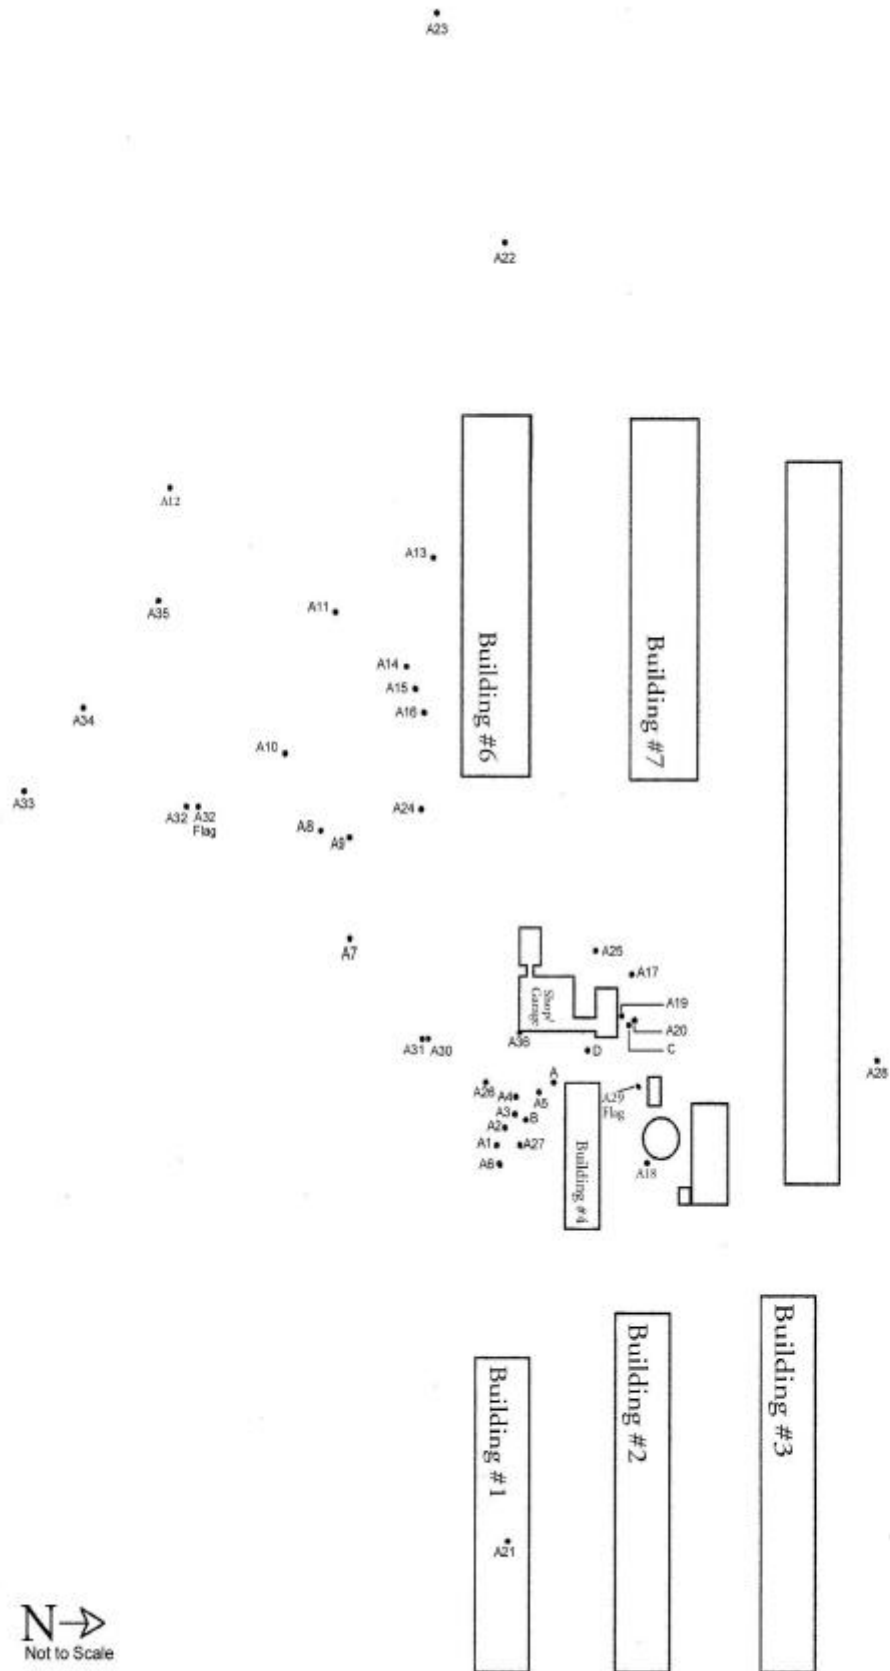 A23
A22
A12
A13
A35
A11
A14
A15
A34
A16
Building #6
Building #7
A10
A33
A32
A32
Flag
A24
A8
A9
A7
A25
A17
Shop/
Garage
A19
A20
C
A31
A30
A36
D
A28
A26
A
A4
A5
A29
Flag
A3
B
A2
A1
A27
A6
Building #4
A18
Building #1
Building #2
Building #3
A21
N
Not to Scale